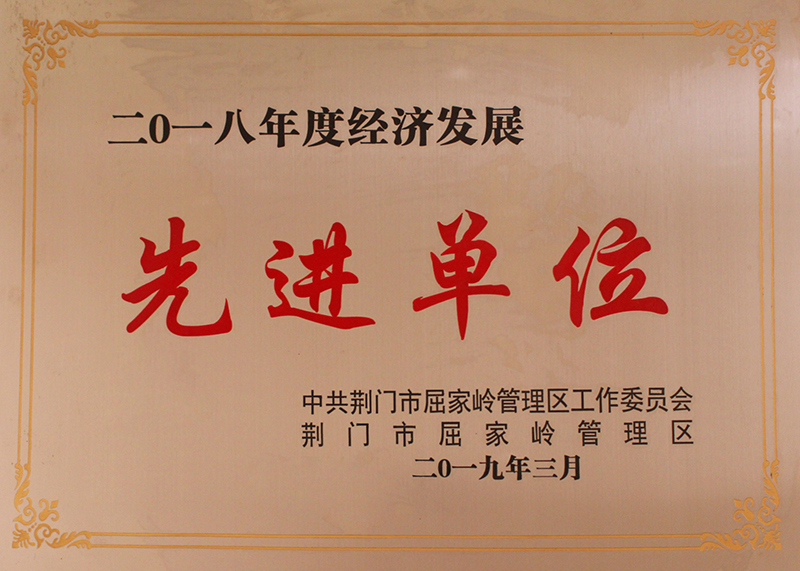 二0一八年度经济发展
先进单位
中共荆门市屈家岭管理区工作委员会
荆门市屈家岭管理区
二0一九年三月